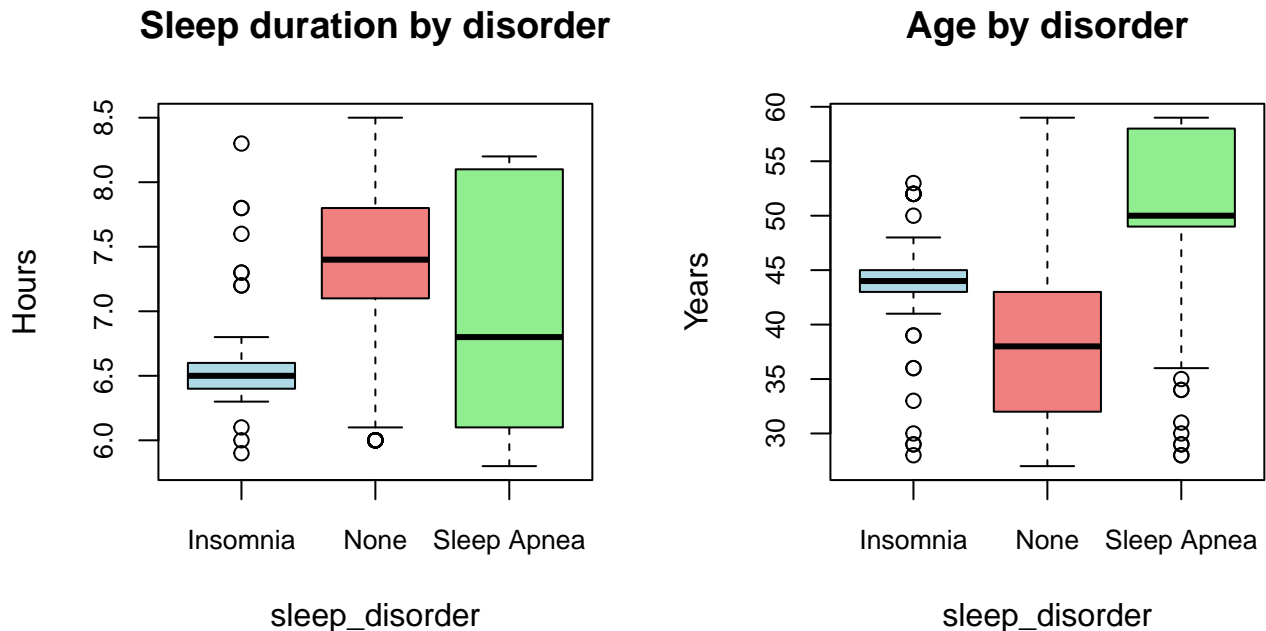 Sleep duration by disorder
Hours
8.5
8.0
7.5
7.0
6.5
6.0
Insomnia None Sleep Apnea
sleep_disorder
Age by disorder
Years
60
55
50
45
40
35
30
Insomnia None Sleep Apnea
sleep_disorder